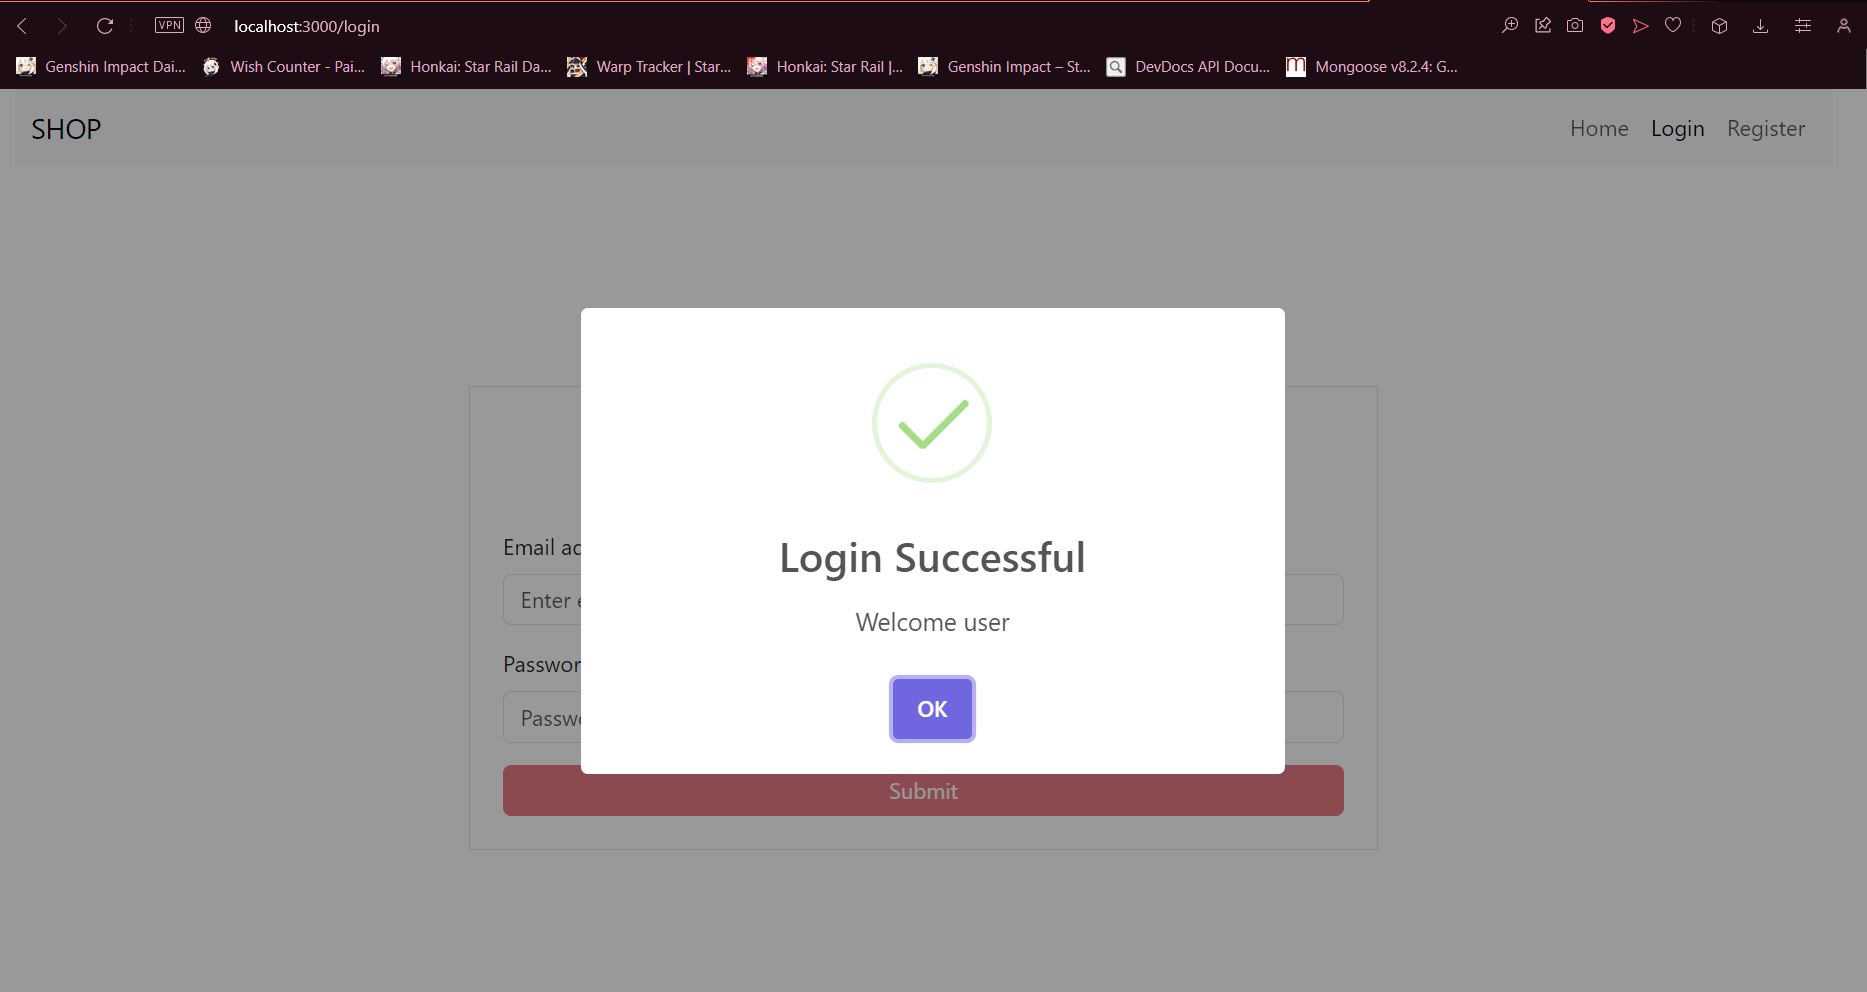 VPN localhost:3000/login
Genshin Impact Dai... Wish Counter - Pai... Honkai: Star Rail Da... Warp Tracker | Star... Honkai: Star Rail |... Genshin Impact – St... DevDocs API Docu... Mongoose v8.2.4: G...
SHOP Home Login Register
Login Successful
Welcome user
OK
Email ad
Enter e
Passwor
Passwo
Submit